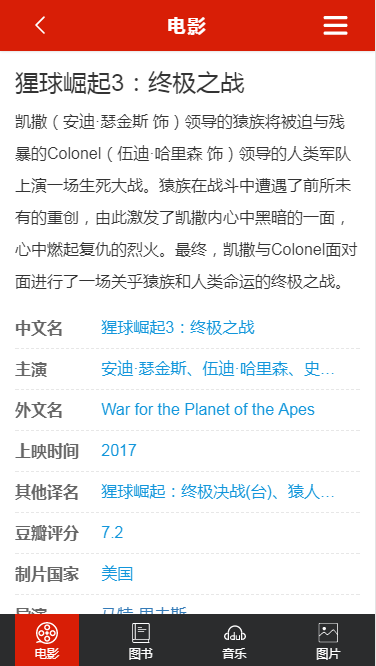 电影
猩球崛起3：终极之战
凯撒（安迪·瑟金斯 饰）领导的猿族将被迫与残
暴的Colonel（伍迪·哈里森 饰）领导的人类军队
上演一场生死大战。猿族在战斗中遭遇了前所未
有的重创，由此激发了凯撒内心中黑暗的一面，
心中燃起复仇的烈火。最终，凯撒与Colonel面对
面进行了一场关乎猿族和人类命运的终极之战。
中文名 猩球崛起3：终极之战
主演 安迪·瑟金斯、伍迪·哈里森、史...
外文名 War for the Planet of the Apes
上映时间 2017
其他译名 猩球崛起：终极决战(台)、猿人...
豆瓣评分 7.2
制片国家 美国
导演 马特·里夫斯
电影 图书 音乐 图片